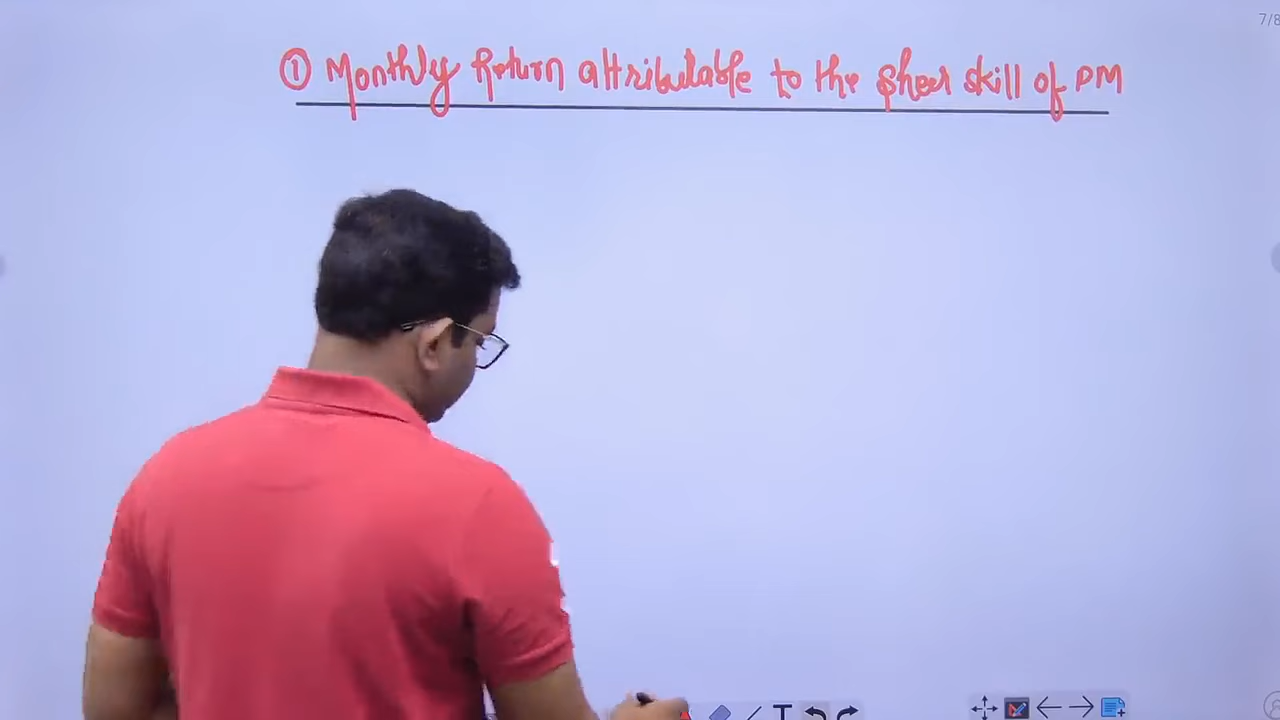 7/8
① Monthly Return attributable to the sheer skill of PM
T